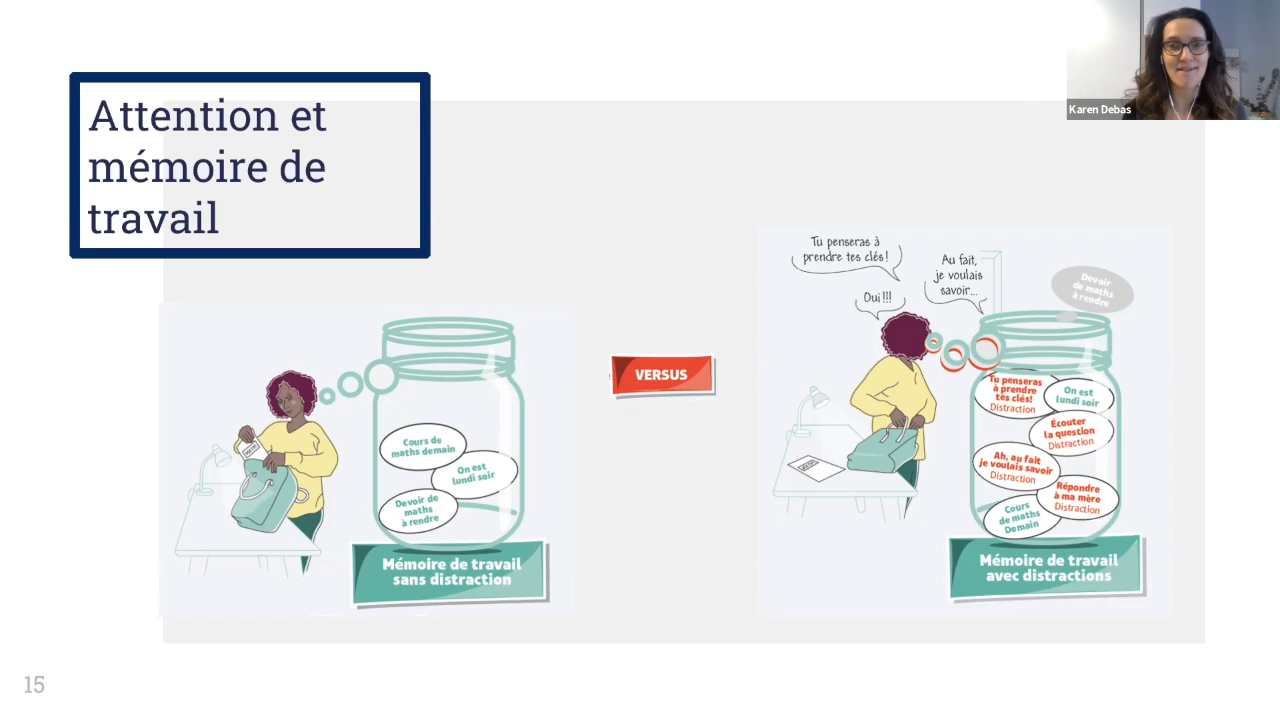 Karen Debas
Attention et
mémoire de
travail
Cours de
maths demain
On est
lundi soir
Devoir de
maths
à rendre
MATHS
Mémoire de travail
sans distraction
VERSUS
Tu penseras à
prendre tes clés!
Oui !!!
Au fait,
je voulais
savoir...
Devoir
de maths
à rendre
Tu penseras
à prendre
tes clés!
Distraction
On est
lundi soir
Écouter
la question
Distraction
Ah, au fait
je voulais savoir
Distraction
Répondre
à ma mère
Distraction
Cours
de maths
Demain
MATHS
Mémoire de travail
avec distractions
15